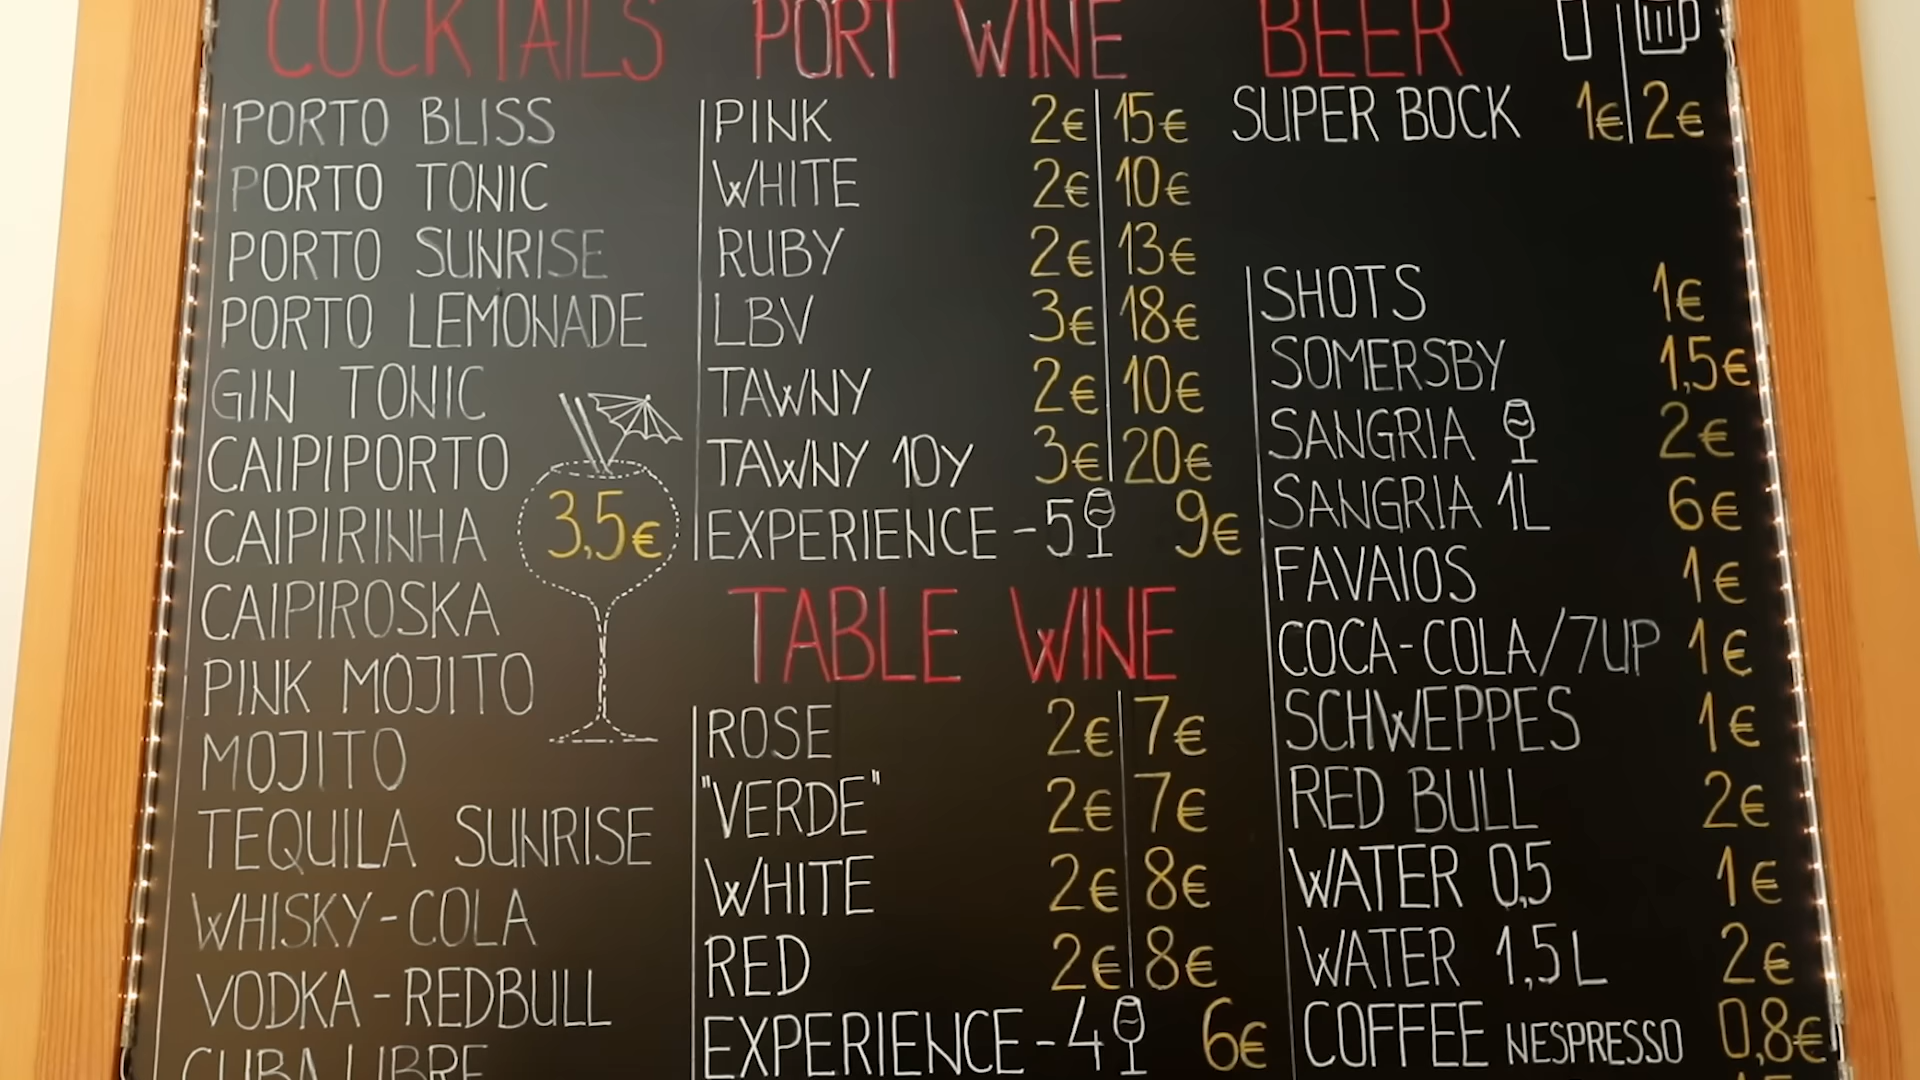 COCKTAILS
PORTO BLISS
PORTO TONIC
PORTO SUNRISE
PORTO LEMONADE
GIN TONIC
CAIPIPORTO
CAIPIRINHA
CAIPIROSKA
PINK MOJITO
MOJITO
TEQUILA SUNRISE
WHISKY-COLA
VODKA-REDBULL
CUBA LIBRE
3,5€
PORT WINE
PINK 2€ 15€
WHITE 2€ 10€
RUBY 2€ 13€
LBV 3€ 18€
TAWNY 2€ 10€
TAWNY 10Y 3€ 20€
EXPERIENCE-5 9€
TABLE WINE
ROSE 2€ 7€
"VERDE" 2€ 7€
WHITE 2€ 8€
RED 2€ 8€
EXPERIENCE-4 6€
BEER
SUPER BOCK 1€ 2€
SHOTS 1€
SOMERSBY 1,5€
SANGRIA 2€
SANGRIA 1L 6€
FAVAIOS 1€
COCA-COLA/7UP 1€
SCHWEPPES 1€
RED BULL 2€
WATER 0,5 1€
WATER 1,5L 2€
COFFEE NESPRESSO 0,8€